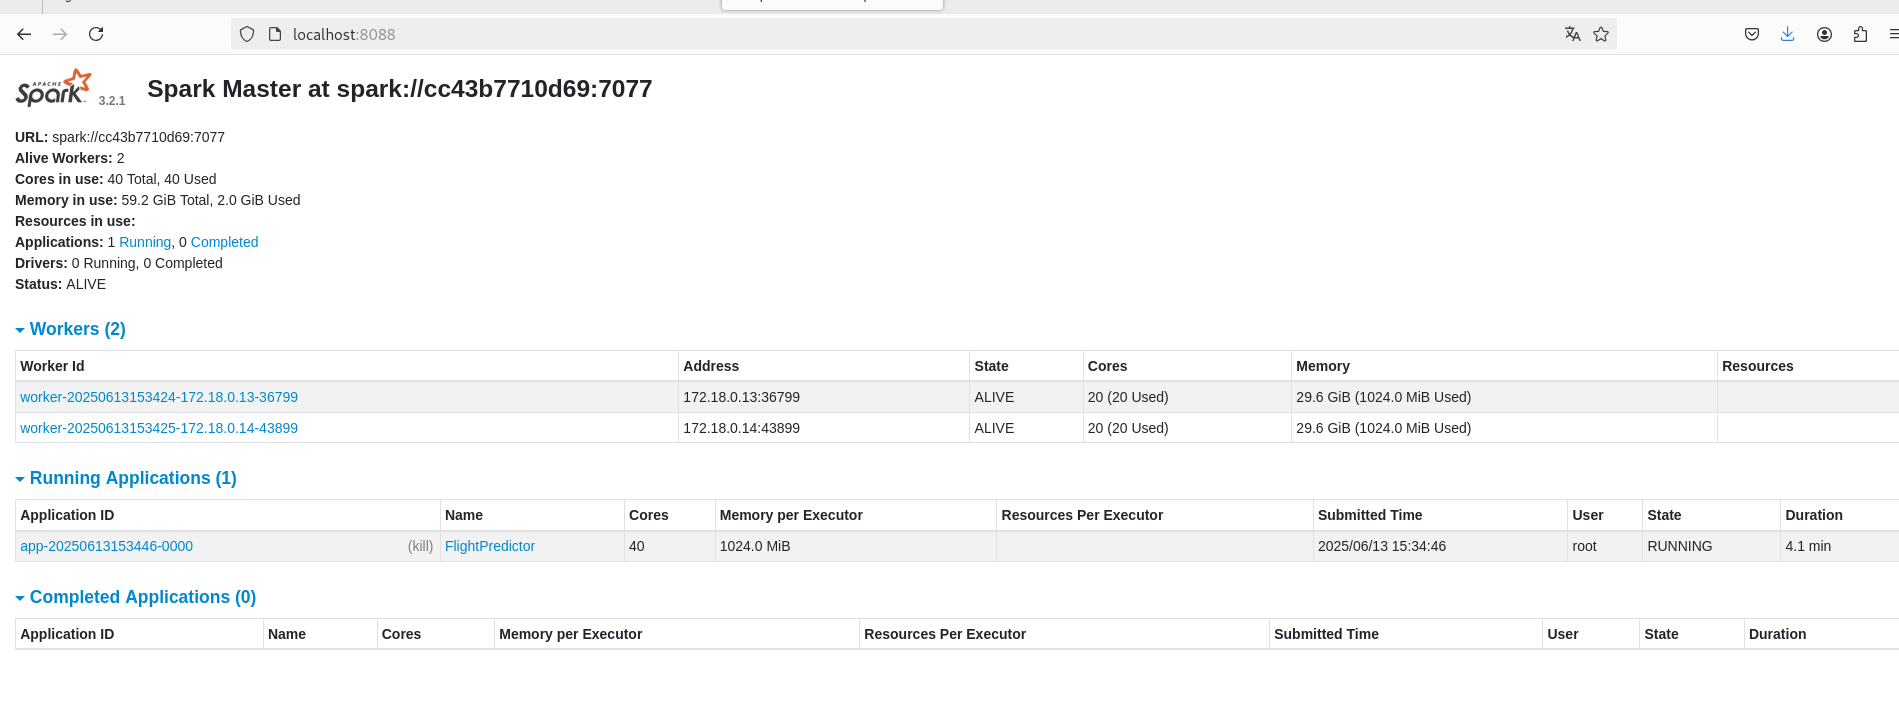 localhost:8088
APACHE Spark 3.2.1 Spark Master at spark://cc43b7710d69:7077
URL: spark://cc43b7710d69:7077
Alive Workers: 2
Cores in use: 40 Total, 40 Used
Memory in use: 59.2 GiB Total, 2.0 GiB Used
Resources in use:
Applications: 1 Running, 0 Completed
Drivers: 0 Running, 0 Completed
Status: ALIVE
Workers (2)
Worker Id Address State Cores Memory Resources
worker-20250613153424-172.18.0.13-36799 172.18.0.13:36799 ALIVE 20 (20 Used) 29.6 GiB (1024.0 MiB Used)
worker-20250613153425-172.18.0.14-43899 172.18.0.14:43899 ALIVE 20 (20 Used) 29.6 GiB (1024.0 MiB Used)
Running Applications (1)
Application ID Name Cores Memory per Executor Resources Per Executor Submitted Time User State Duration
app-20250613153446-0000 (kill) FlightPredictor 40 1024.0 MiB 2025/06/13 15:34:46 root RUNNING 4.1 min
Completed Applications (0)
Application ID Name Cores Memory per Executor Resources Per Executor Submitted Time User State Duration